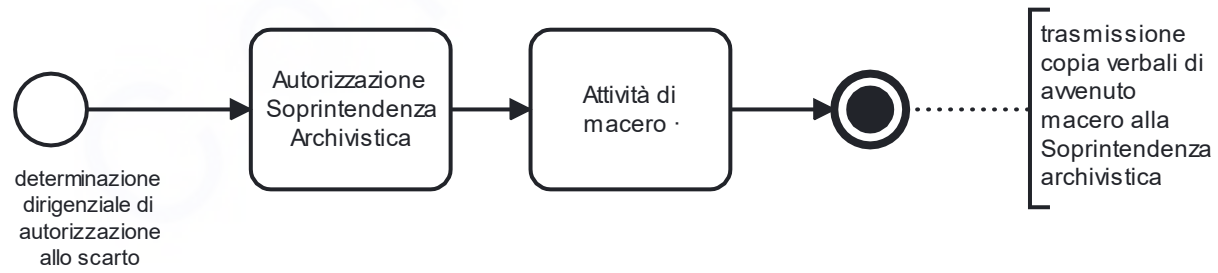 determinazione
dirigenziale di
autorizzazione
allo scarto
Autorizzazione
Soprintendenza
Archivistica
Attività di
macero ·
trasmissione
copia verbali di
avvenuto
macero alla
Soprintendenza
archivistica